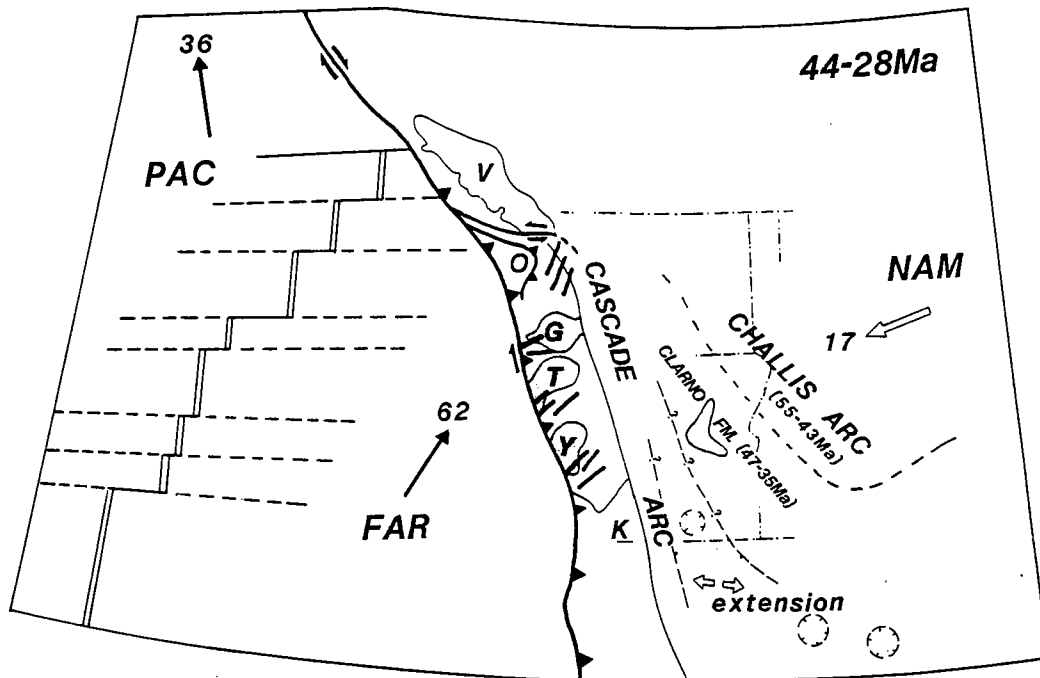 36
44-28Ma
PAC
V
O
NAM
CASCADE
CHALLIS ARC
(55-43Ma)
17
G
T
CLARNO FM. (47-35Ma)
62
Y
FAR
K
ARC
extension